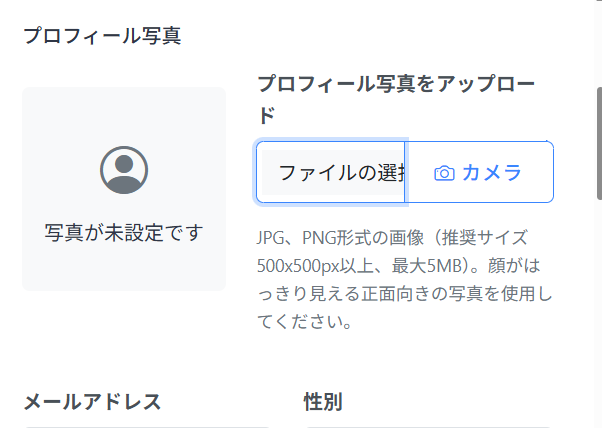 プロフィール写真
プロフィール写真をアップロー
ド
写真が未設定です
ファイルの選
カメラ
JPG、PNG形式の画像（推奨サイズ
500x500px以上、最大5MB）。顔がは
っきり見える正面向きの写真を使用し
てください。
メールアドレス
性別